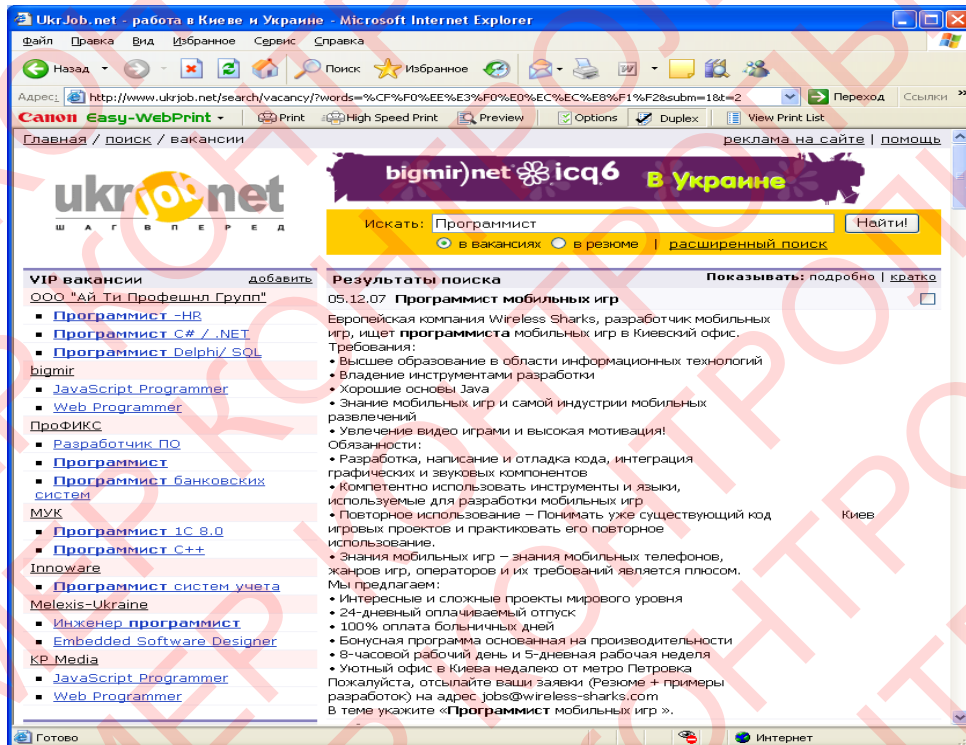 UkrJob.net - работа в Киеве и Украине - Microsoft Internet Explorer
Файл Правка Вид Избранное Сервис Справка
Назад Поиск Избранное
Адрес: http://www.ukrjob.net/search/vacancy/?words=%CF%F0%EE%E3%F0%E0%EC%EC%E8%F1%F2&subm=1&t=2 Переход Ссылки »
Canon Easy-WebPrint Print High Speed Print Preview Options Duplex View Print List
Главная / поиск / вакансии реклама на сайте | помощь
ukrjobnet
ШАГ ВПЕРЕД
bigmir)net icq6 В Украине
Искать: Программист Найти!
в вакансиях в резюме | расширенный поиск
VIP вакансии добавить
ООО "Ай Ти Профешнл Групп"
▪ Программист -HR
▪ Программист C# / .NET
▪ Программист Delphi/ SQL
bigmir
▪ JavaScript Programmer
▪ Web Programmer
ПроФИКС
▪ Разработчик ПО
▪ Программист
▪ Программист банковских
систем
МУК
▪ Программист 1С 8.0
▪ Программист C++
Innoware
▪ Программист систем учета
Melexis-Ukraine
▪ Инженер программист
▪ Embedded Software Designer
KP Media
▪ JavaScript Programmer
▪ Web Programmer
Результаты поиска Показывать: подробно | кратко
05.12.07 Программист мобильных игр
Европейская компания Wireless Sharks, разработчик мобильных
игр, ищет программиста мобильных игр в Киевский офис.
Требования:
• Высшее образование в области информационных технологий
• Владение инструментами разработки
• Хорошие основы Java
• Знание мобильных игр и самой индустрии мобильных
развлечений
• Увлечение видео играми и высокая мотивация!
Обязанности:
• Разработка, написание и отладка кода, интеграция
графических и звуковых компонентов
• Компетентно использовать инструменты и языки,
используемые для разработки мобильных игр
• Повторное использование – Понимать уже существующий код Киев
игровых проектов и практиковать его повторное
использование.
• Знания мобильных игр – знания мобильных телефонов,
жанров игр, операторов и их требований является плюсом.
Мы предлагаем:
• Интересные и сложные проекты мирового уровня
• 24-дневный оплачиваемый отпуск
• 100% оплата больничных дней
• Бонусная программа основанная на производительности
• 8-часовой рабочий день и 5-дневная рабочая неделя
• Уютный офис в Киева недалеко от метро Петровка
Пожалуйста, отсылайте ваши заявки (Резюме + примеры
разработок) на адрес jobs@wireless-sharks.com
В теме укажите «Программист мобильных игр ».
Готово Интернет